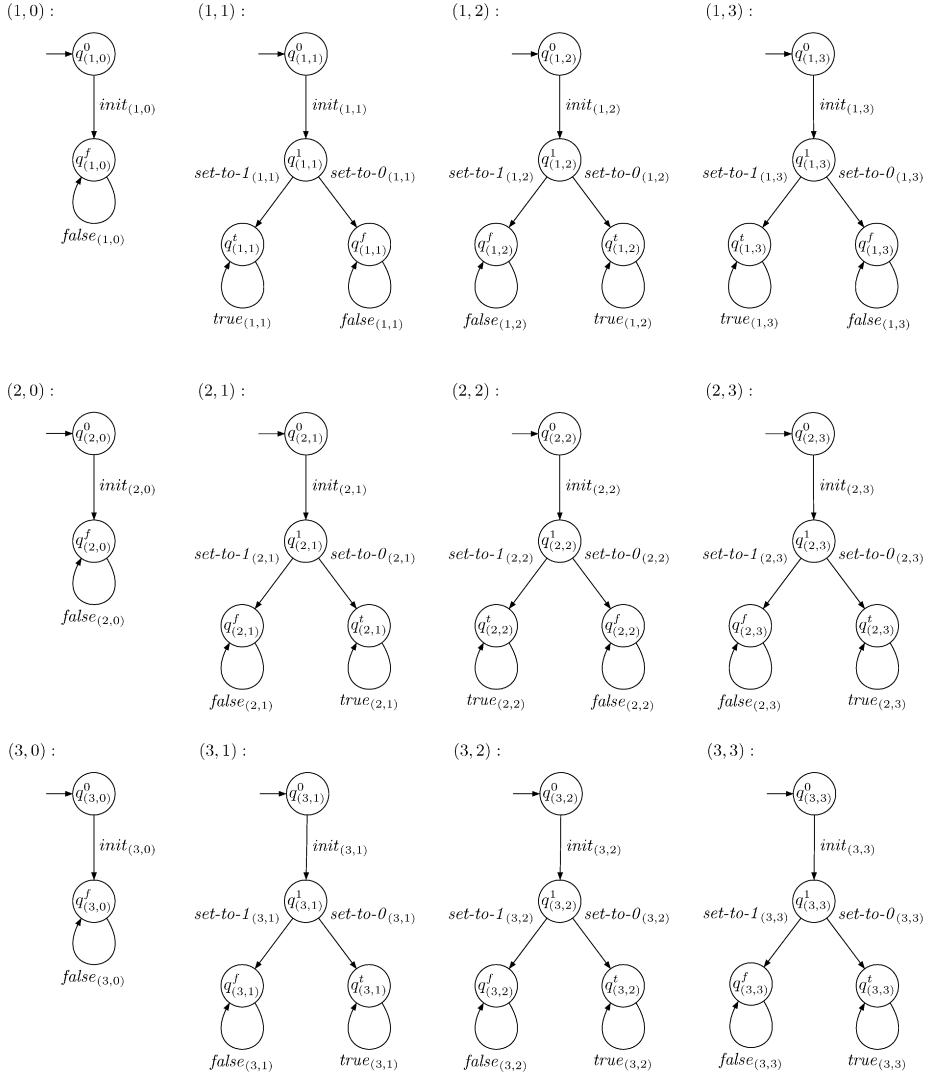 (1, 0) : (1, 1) : (1, 2) : (1, 3) :
q^0_(1,0) q^0_(1,1) q^0_(1,2) q^0_(1,3)
init_(1,0) init_(1,1) init_(1,2) init_(1,3)
q^f_(1,0) q^1_(1,1) q^1_(1,2) q^1_(1,3)
set-to-1_(1,1) set-to-0_(1,1) set-to-1_(1,2) set-to-0_(1,2) set-to-1_(1,3) set-to-0_(1,3)
false_(1,0) q^t_(1,1) q^f_(1,1) q^f_(1,2) q^t_(1,2) q^t_(1,3) q^f_(1,3)
true_(1,1) false_(1,1) false_(1,2) true_(1,2) true_(1,3) false_(1,3)
(2, 0) : (2, 1) : (2, 2) : (2, 3) :
q^0_(2,0) q^0_(2,1) q^0_(2,2) q^0_(2,3)
init_(2,0) init_(2,1) init_(2,2) init_(2,3)
q^f_(2,0) q^1_(2,1) q^1_(2,2) q^1_(2,3)
set-to-1_(2,1) set-to-0_(2,1) set-to-1_(2,2) set-to-0_(2,2) set-to-1_(2,3) set-to-0_(2,3)
false_(2,0) q^f_(2,1) q^t_(2,1) q^t_(2,2) q^f_(2,2) q^f_(2,3) q^t_(2,3)
false_(2,1) true_(2,1) true_(2,2) false_(2,2) false_(2,3) true_(2,3)
(3, 0) : (3, 1) : (3, 2) : (3, 3) :
q^0_(3,0) q^0_(3,1) q^0_(3,2) q^0_(3,3)
init_(3,0) init_(3,1) init_(3,2) init_(3,3)
q^f_(3,0) q^1_(3,1) q^1_(3,2) q^1_(3,3)
set-to-1_(3,1) set-to-0_(3,1) set-to-1_(3,2) set-to-0_(3,2) set-to-1_(3,3) set-to-0_(3,3)
false_(3,0) q^f_(3,1) q^t_(3,1) q^f_(3,2) q^t_(3,2) q^f_(3,3) q^t_(3,3)
false_(3,1) true_(3,1) false_(3,2) true_(3,2) false_(3,3) true_(3,3)